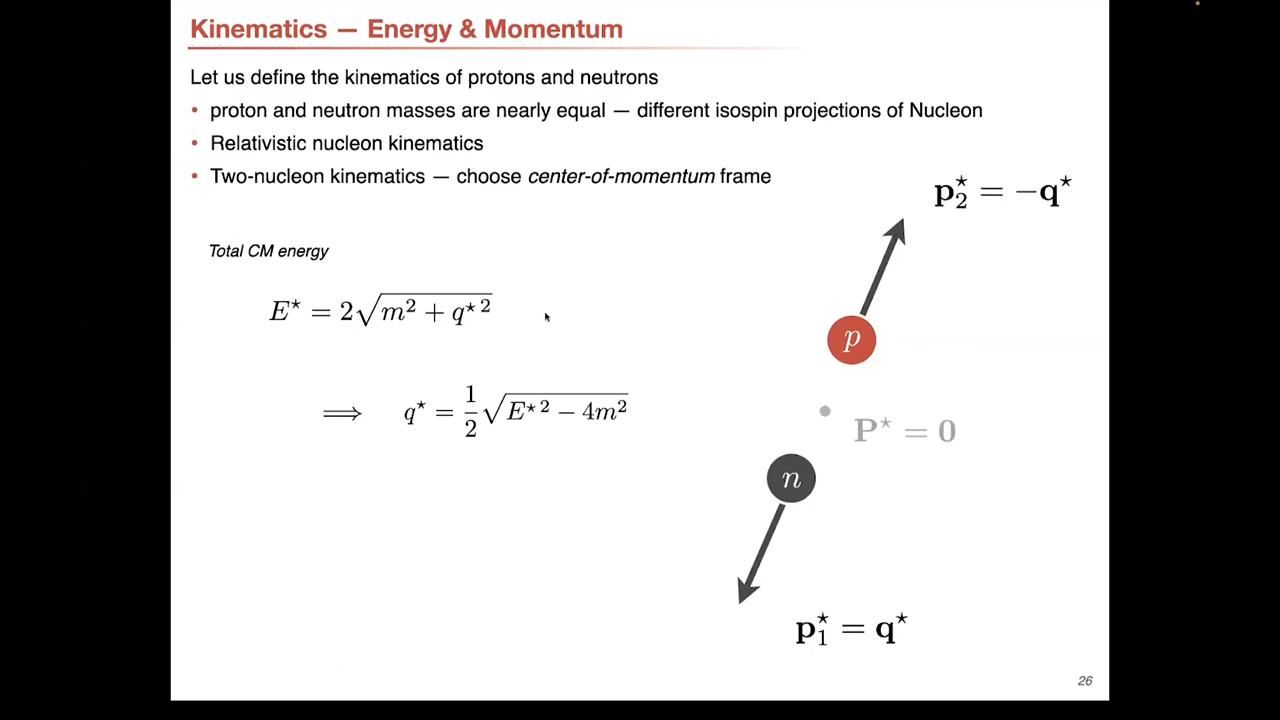 Kinematics — Energy & Momentum
Let us define the kinematics of protons and neutrons
• proton and neutron masses are nearly equal — different isospin projections of Nucleon
• Relativistic nucleon kinematics
• Two-nucleon kinematics — choose center-of-momentum frame
p₂⋆ = −q⋆
Total CM energy
E⋆ = 2√(m² + q⋆ ²)
p
⟹ q⋆ = 1/2 √(E⋆ ² − 4m²)
P⋆ = 0
n
p₁⋆ = q⋆
26